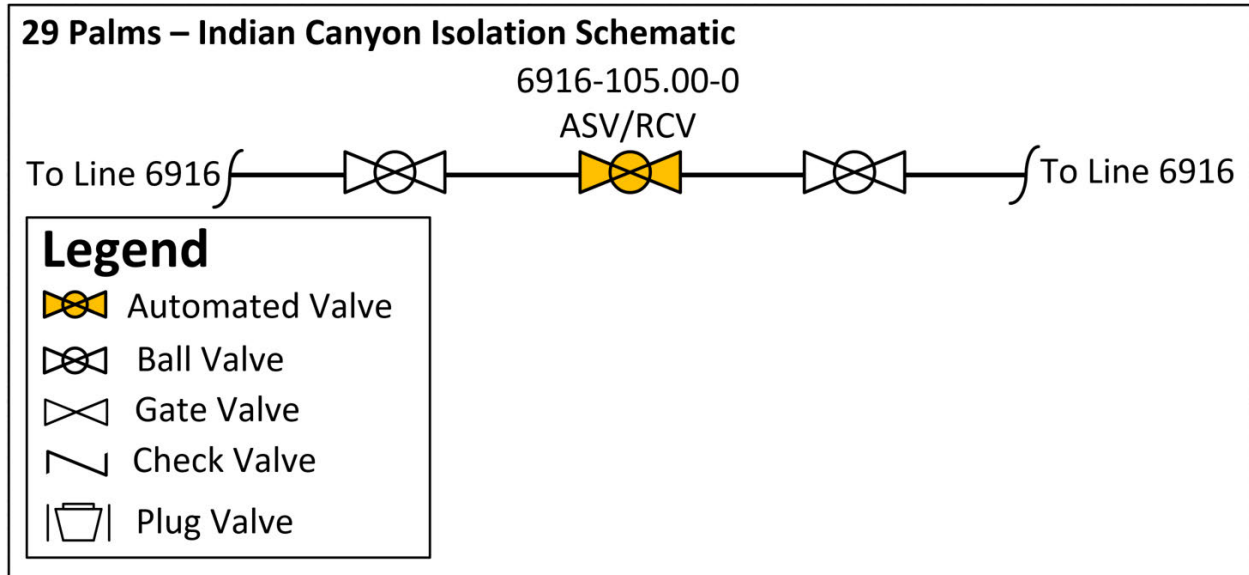 29 Palms – Indian Canyon Isolation Schematic
6916-105.00-0
ASV/RCV
To Line 6916
To Line 6916
Legend
Automated Valve
Ball Valve
Gate Valve
Check Valve
Plug Valve